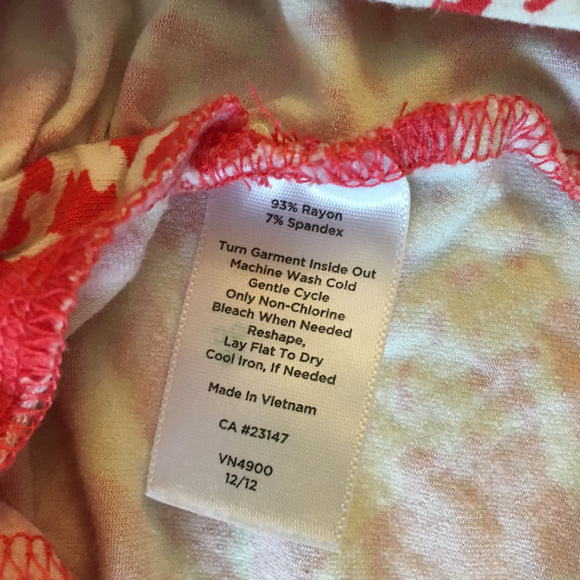 93% Rayon
7% Spandex
Turn Garment Inside Out
Machine Wash Cold
Gentle Cycle
Only Non-Chlorine
Bleach When Needed
Reshape,
Lay Flat To Dry
Cool Iron, If Needed
Made In Vietnam
CA #23147
VN4900
12/12